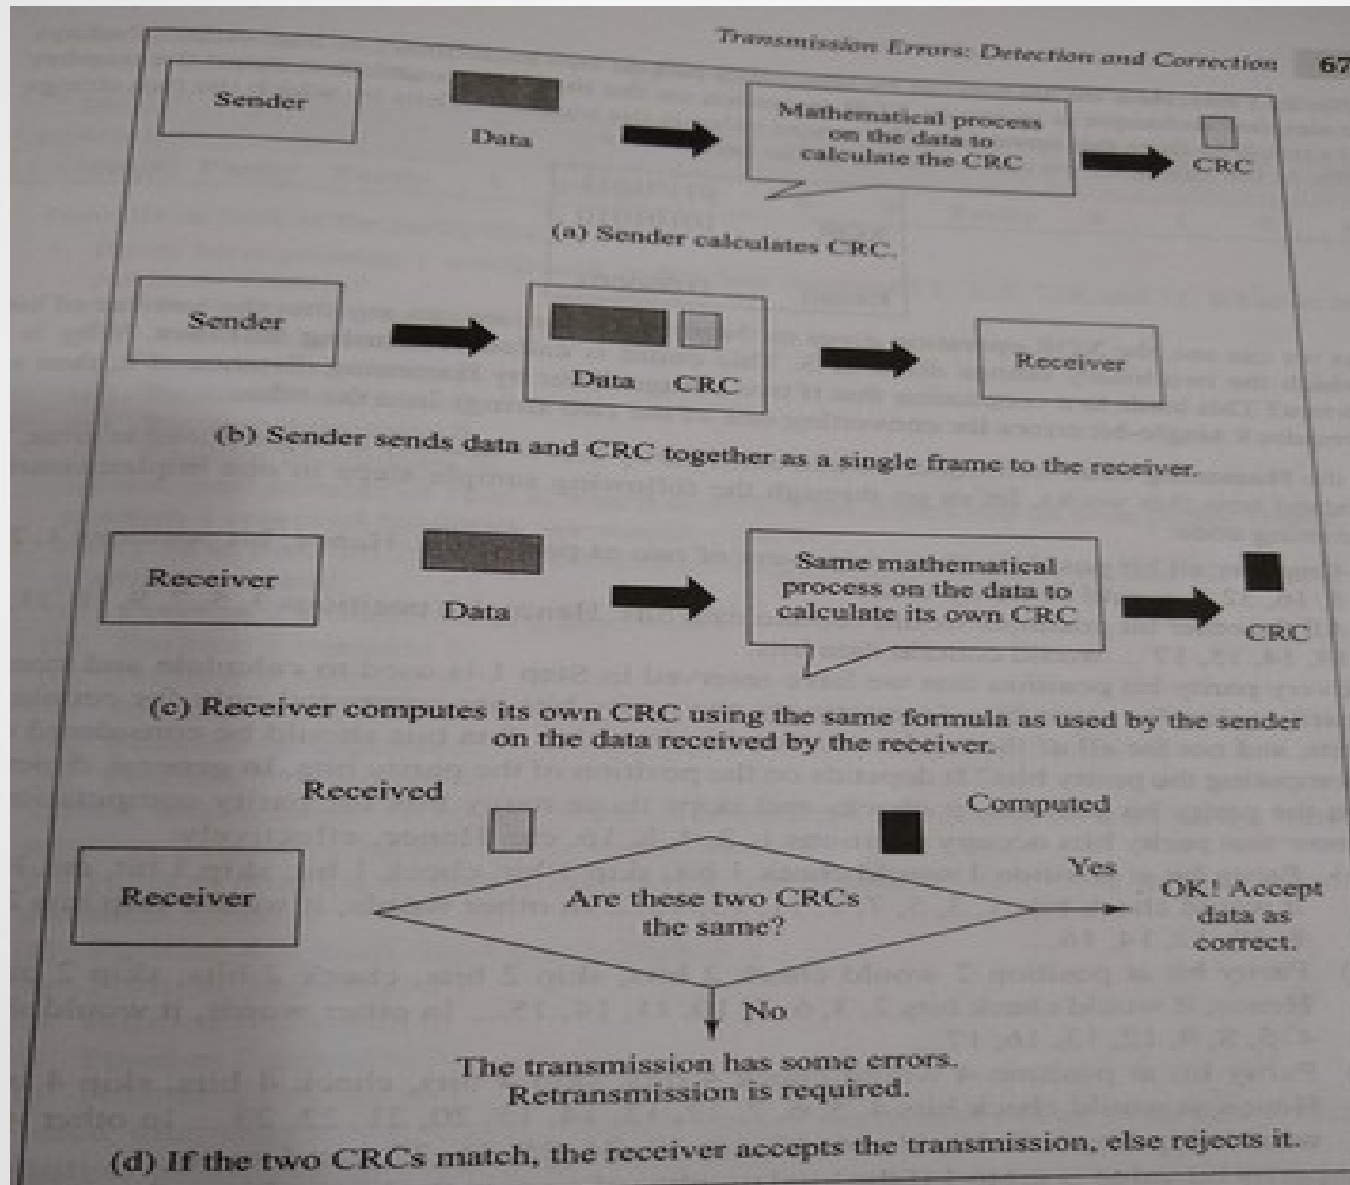 Transmission Errors: Detection and Correction 67
Sender
Data
Mathematical process
on the data to
calculate the CRC
CRC
(a) Sender calculates CRC.
Sender
Data CRC
Receiver
(b) Sender sends data and CRC together as a single frame to the receiver.
Receiver
Data
Same mathematical
process on the data to
calculate its own CRC
CRC
(c) Receiver computes its own CRC using the same formula as used by the sender
on the data received by the receiver.
Received
Computed
Receiver
Are these two CRCs
the same?
Yes
OK! Accept
data as
correct.
No
The transmission has some errors.
Retransmission is required.
(d) If the two CRCs match, the receiver accepts the transmission, else rejects it.